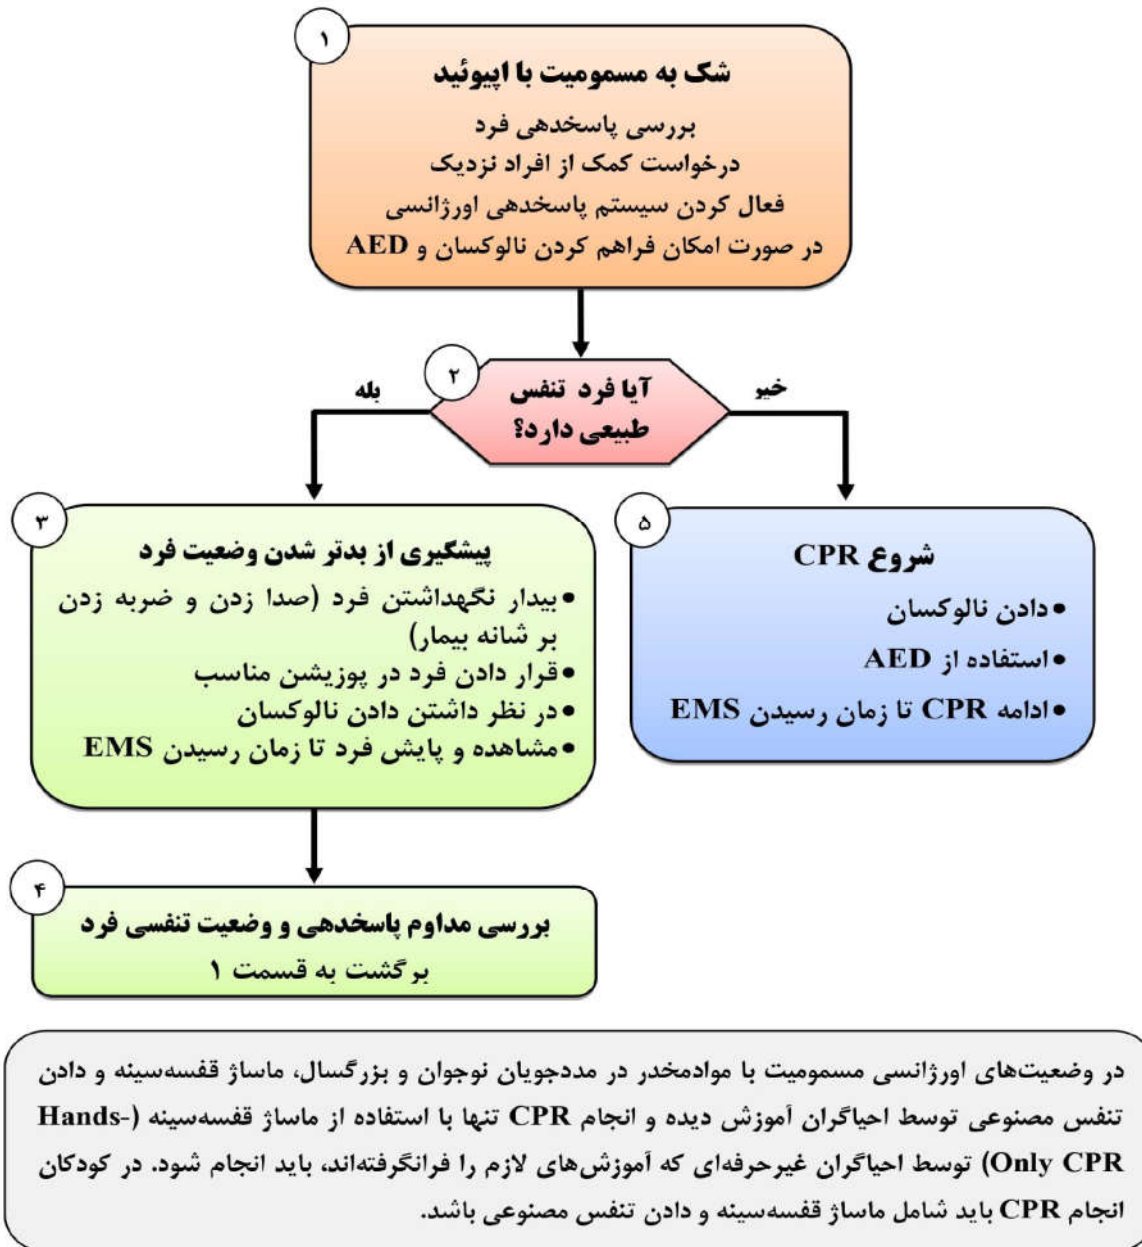 ۱
شک به مسمومیت با اپیوئید
بررسی پاسخدهی فرد
درخواست کمک از افراد نزدیک
فعال کردن سیستم پاسخدهی اورژانسی
در صورت امکان فراهم کردن نالوکسان و AED
۲
آیا فرد تنفس
طبیعی دارد؟
خیر
بله
۳
پیشگیری از بدتر شدن وضعیت فرد
• بیدار نگهداشتن فرد (صدا زدن و ضربه زدن
بر شانه بیمار)
• قرار دادن فرد در پوزیشن مناسب
• در نظر داشتن دادن نالوکسان
• مشاهده و پایش فرد تا زمان رسیدن EMS
۴
بررسی مداوم پاسخدهی و وضعیت تنفسی فرد
برگشت به قسمت ۱
۵
شروع CPR
• دادن نالوکسان
• استفاده از AED
• ادامه CPR تا زمان رسیدن EMS
در وضعیت‌های اورژانسی مسمومیت با موادمخدر در مددجویان نوجوان و بزرگسال، ماساژ قفسه‌سینه و دادن
تنفس مصنوعی توسط احیاگران آموزش دیده و انجام CPR تنها با استفاده از ماساژ قفسه‌سینه (Hands-
Only CPR) توسط احیاگران غیرحرفه‌ای که آموزش‌های لازم را فرانگرفته‌اند، باید انجام شود. در کودکان
انجام CPR باید شامل ماساژ قفسه‌سینه و دادن تنفس مصنوعی باشد.